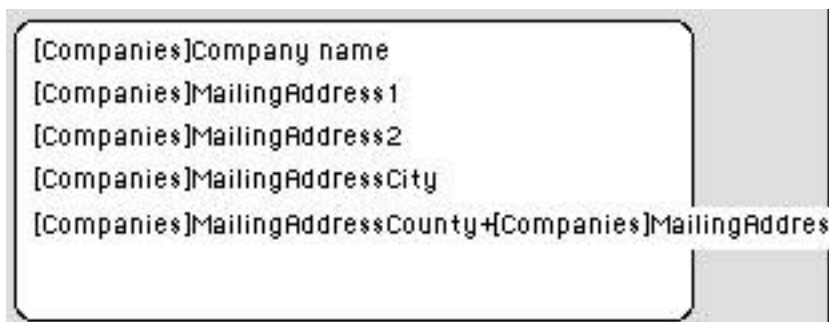 [Companies]Company name
[Companies]MailingAddress1
[Companies]MailingAddress2
[Companies]MailingAddressCity
[Companies]MailingAddressCounty+[Companies]MailingAddres